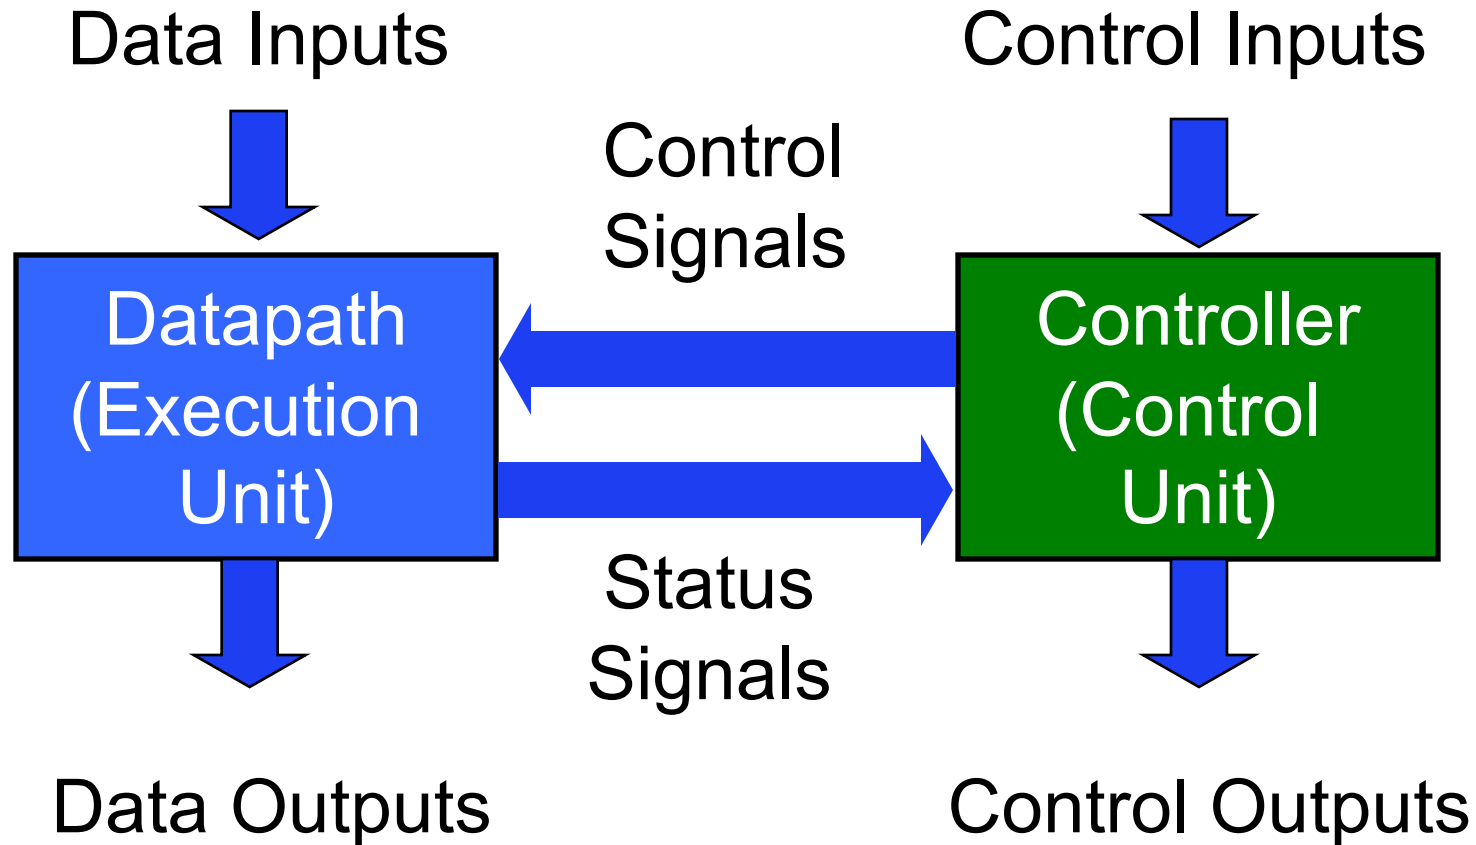 Data Inputs
Control Inputs
Control
Signals
Datapath
(Execution
Unit)
Controller
(Control
Unit)
Status
Signals
Data Outputs
Control Outputs